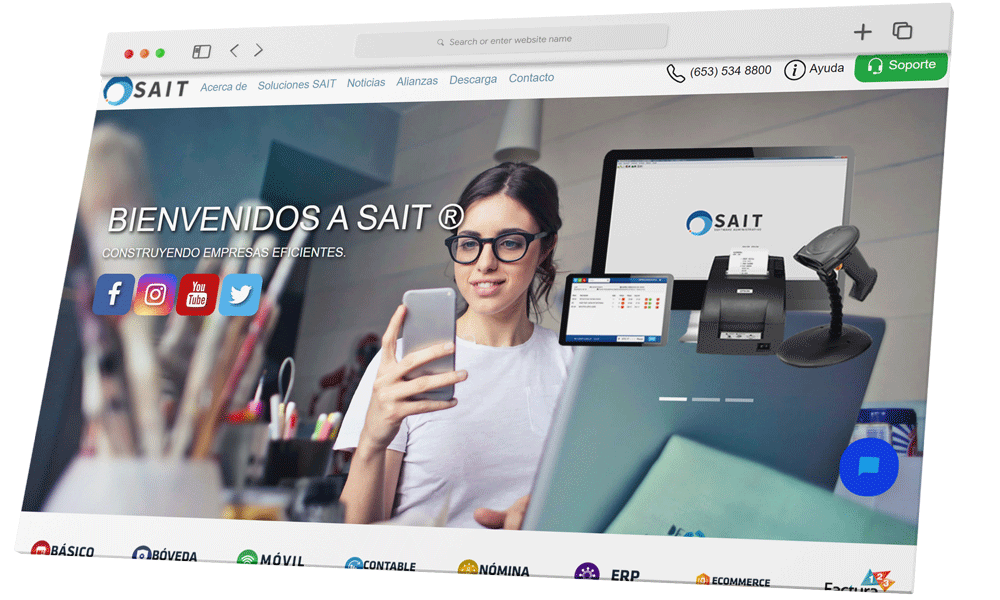 Search or enter website name
SAIT
Acerca de
Soluciones SAIT
Noticias
Alianzas
Descarga
Contacto
(653) 534 8800
Ayuda
Soporte
BIENVENIDOS A SAIT ®
CONSTRUYENDO EMPRESAS EFICIENTES.
You
Tube
SAIT
BÁSICO
BÓVEDA
MÓVIL
CONTABLE
NÓMINA
ERP
ECOMMERCE
Factura
123